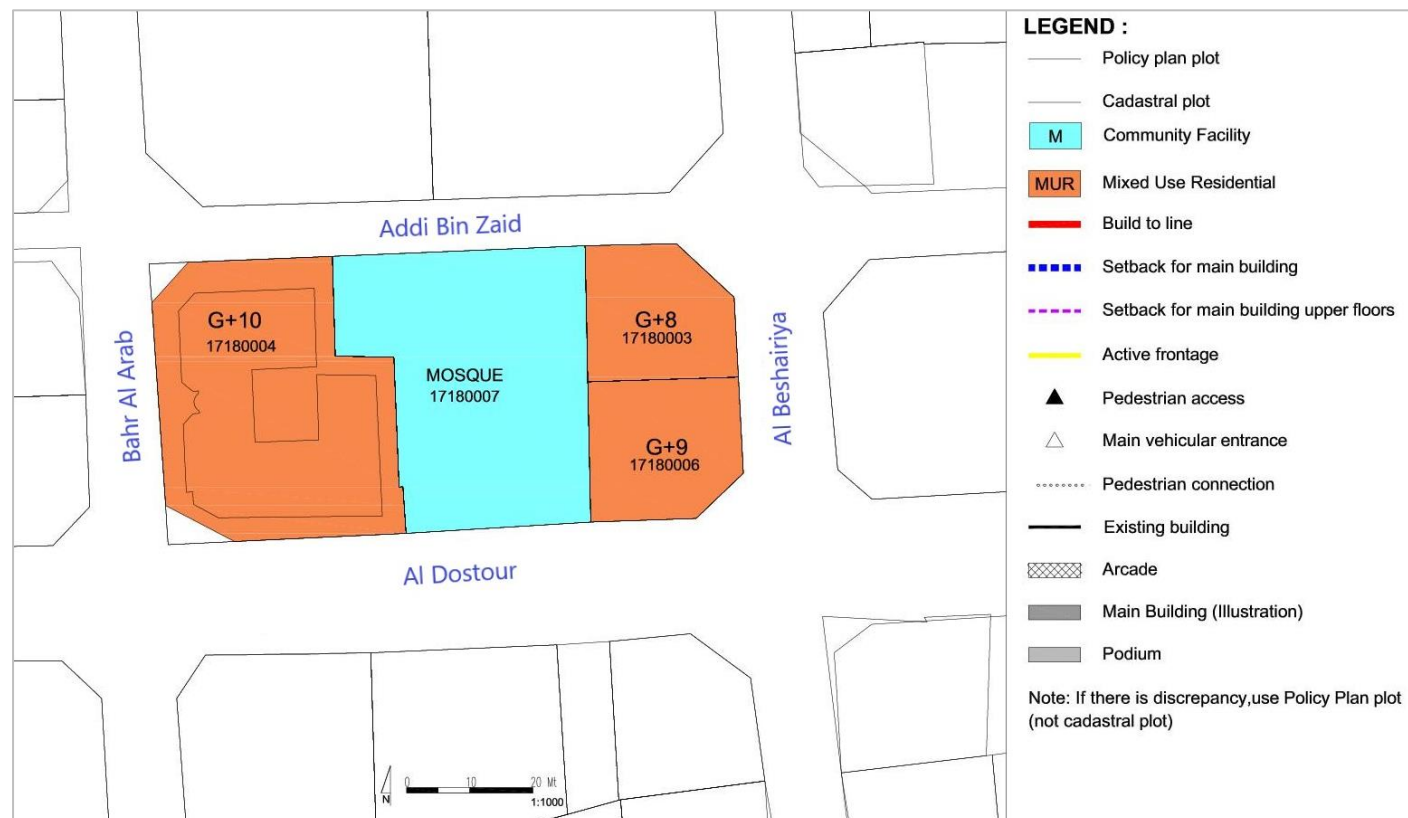 Addi Bin Zaid
G+10
17180004
G+8
17180003
MOSQUE
17180007
G+9
17180006
Bahr Al Arab
Al Beshairiya
Al Dostour
N
0 10 20 Mt
1:1000
LEGEND :
Policy plan plot
Cadastral plot
M Community Facility
MUR Mixed Use Residential
Build to line
Setback for main building
Setback for main building upper floors
Active frontage
Pedestrian access
Main vehicular entrance
Pedestrian connection
Existing building
Arcade
Main Building (Illustration)
Podium
Note: If there is discrepancy,use Policy Plan plot
(not cadastral plot)